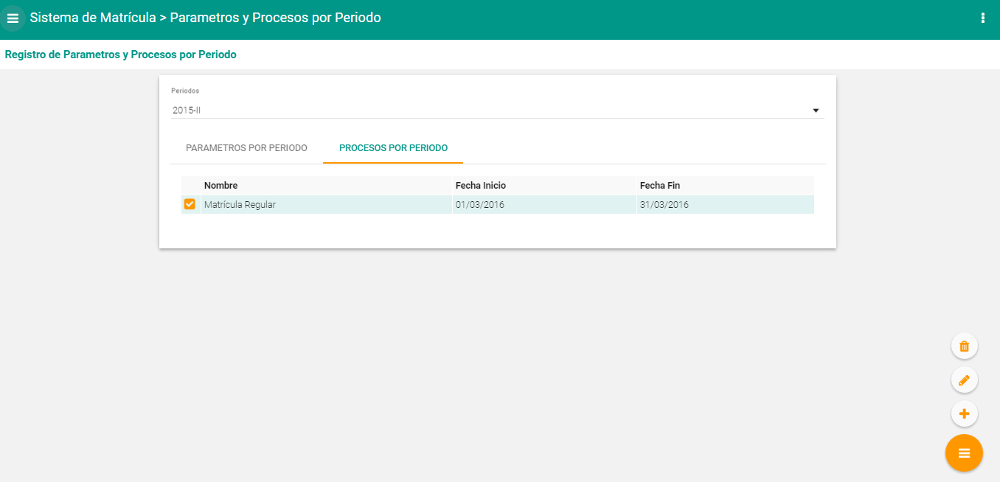 Sistema de Matrícula > Parametros y Procesos por Periodo
Registro de Parametros y Procesos por Periodo
Periodos
2015-II
PARAMETROS POR PERIODO PROCESOS POR PERIODO
Nombre Fecha Inicio Fecha Fin
Matrícula Regular 01/03/2016 31/03/2016